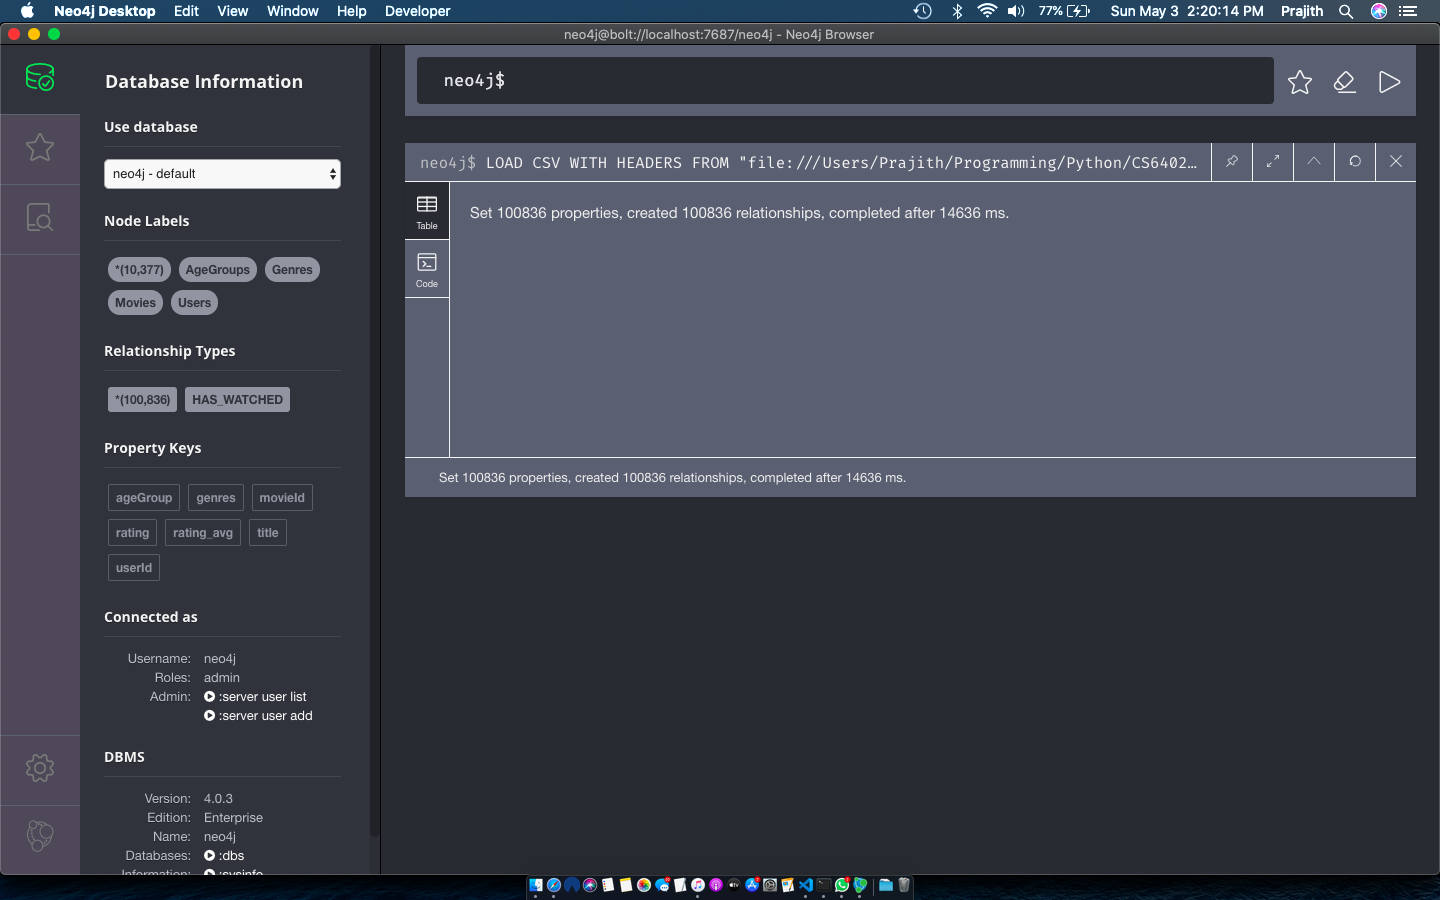 Neo4j Desktop Edit View Window Help Developer 77% Sun May 3 2:20:14 PM Prajith
neo4j@bolt://localhost:7687/neo4j - Neo4j Browser
Database Information
Use database
neo4j - default
Node Labels
*(10,377) AgeGroups Genres
Movies Users
Relationship Types
*(100,836) HAS_WATCHED
Property Keys
ageGroup genres movieId
rating rating_avg title
userId
Connected as
Username: neo4j
Roles: admin
Admin: :server user list
:server user add
DBMS
Version: 4.0.3
Edition: Enterprise
Name: neo4j
Databases: :dbs
Information: :sysinfo
neo4j$
neo4j$ LOAD CSV WITH HEADERS FROM "file:///Users/Prajith/Programming/Python/CS6402…
Table
Code
Set 100836 properties, created 100836 relationships, completed after 14636 ms.
Set 100836 properties, created 100836 relationships, completed after 14636 ms.